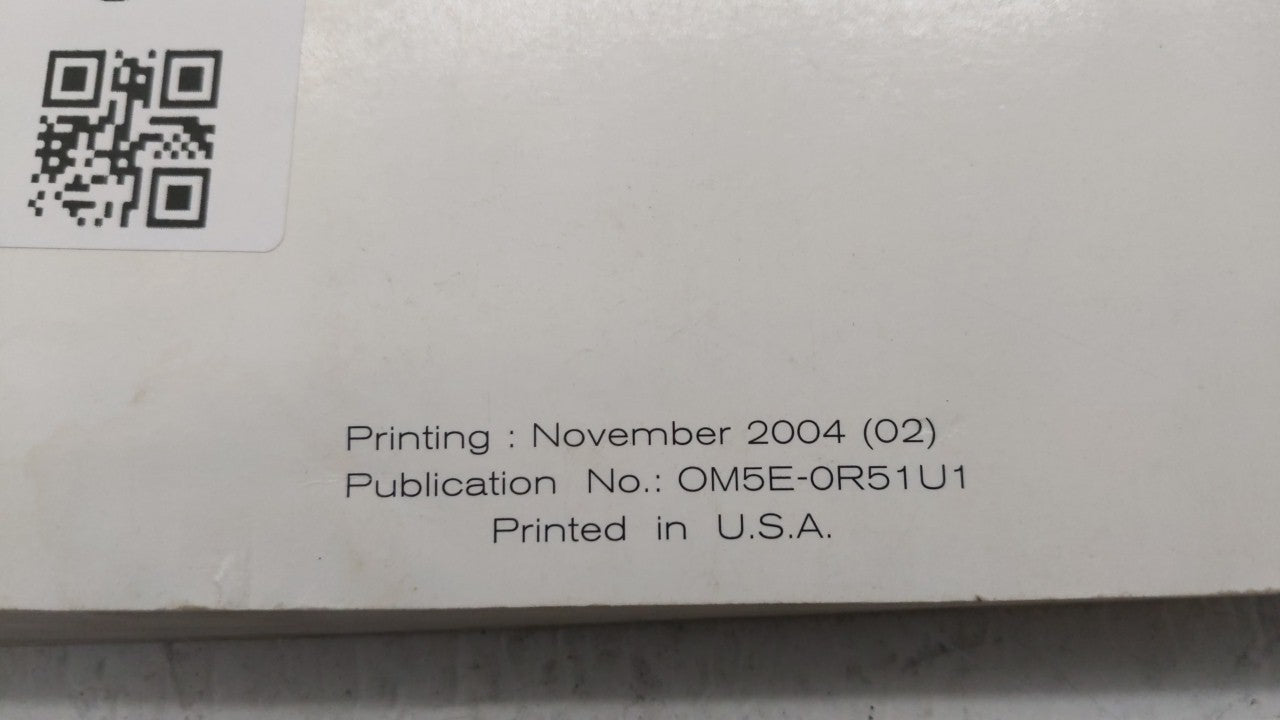 Printing : November 2004 (02)
Publication No.: OM5E-0R51U1
Printed in U.S.A.